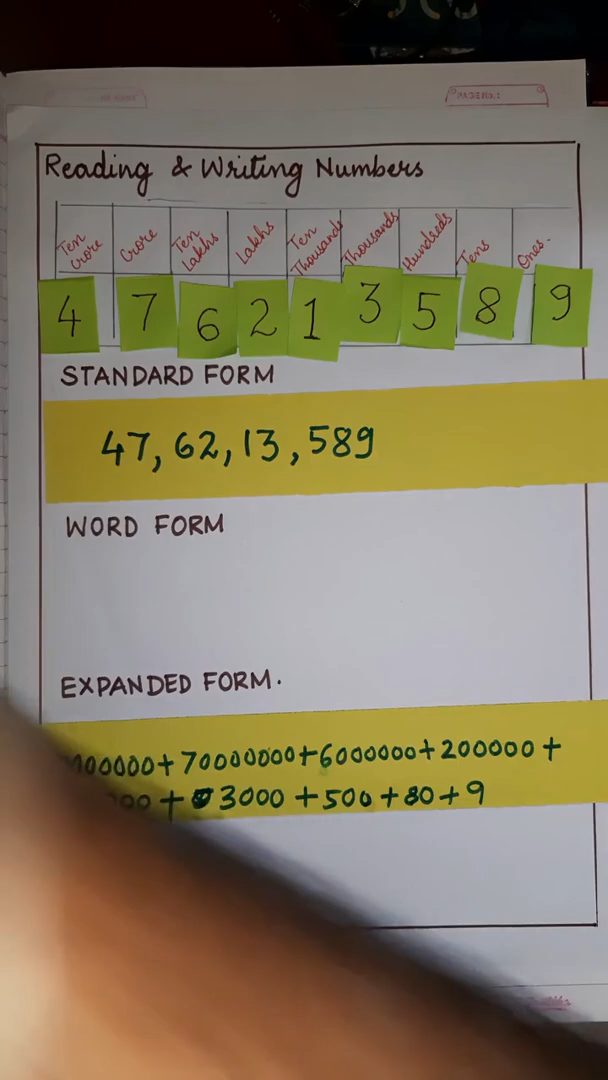 PAGE NO.:
Reading & Writing Numbers
Ten Crore Crore Ten Lakhs Lakhs Ten Thousands Thousands Hundreds Tens Ones.
4 7 6 2 1 3 5 8 9
STANDARD FORM
47,62,13,589
WORD FORM
EXPANDED FORM.
+70000000+6000000+200000+
+ 3000 +500+80+9